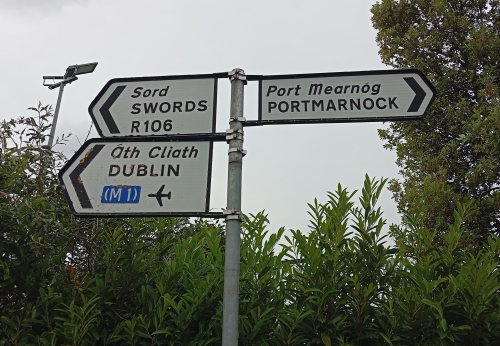 Sord
SWORDS
R106
Áth Cliath
DUBLIN
(M1)
Port Mearnóg
PORTMARNOCK